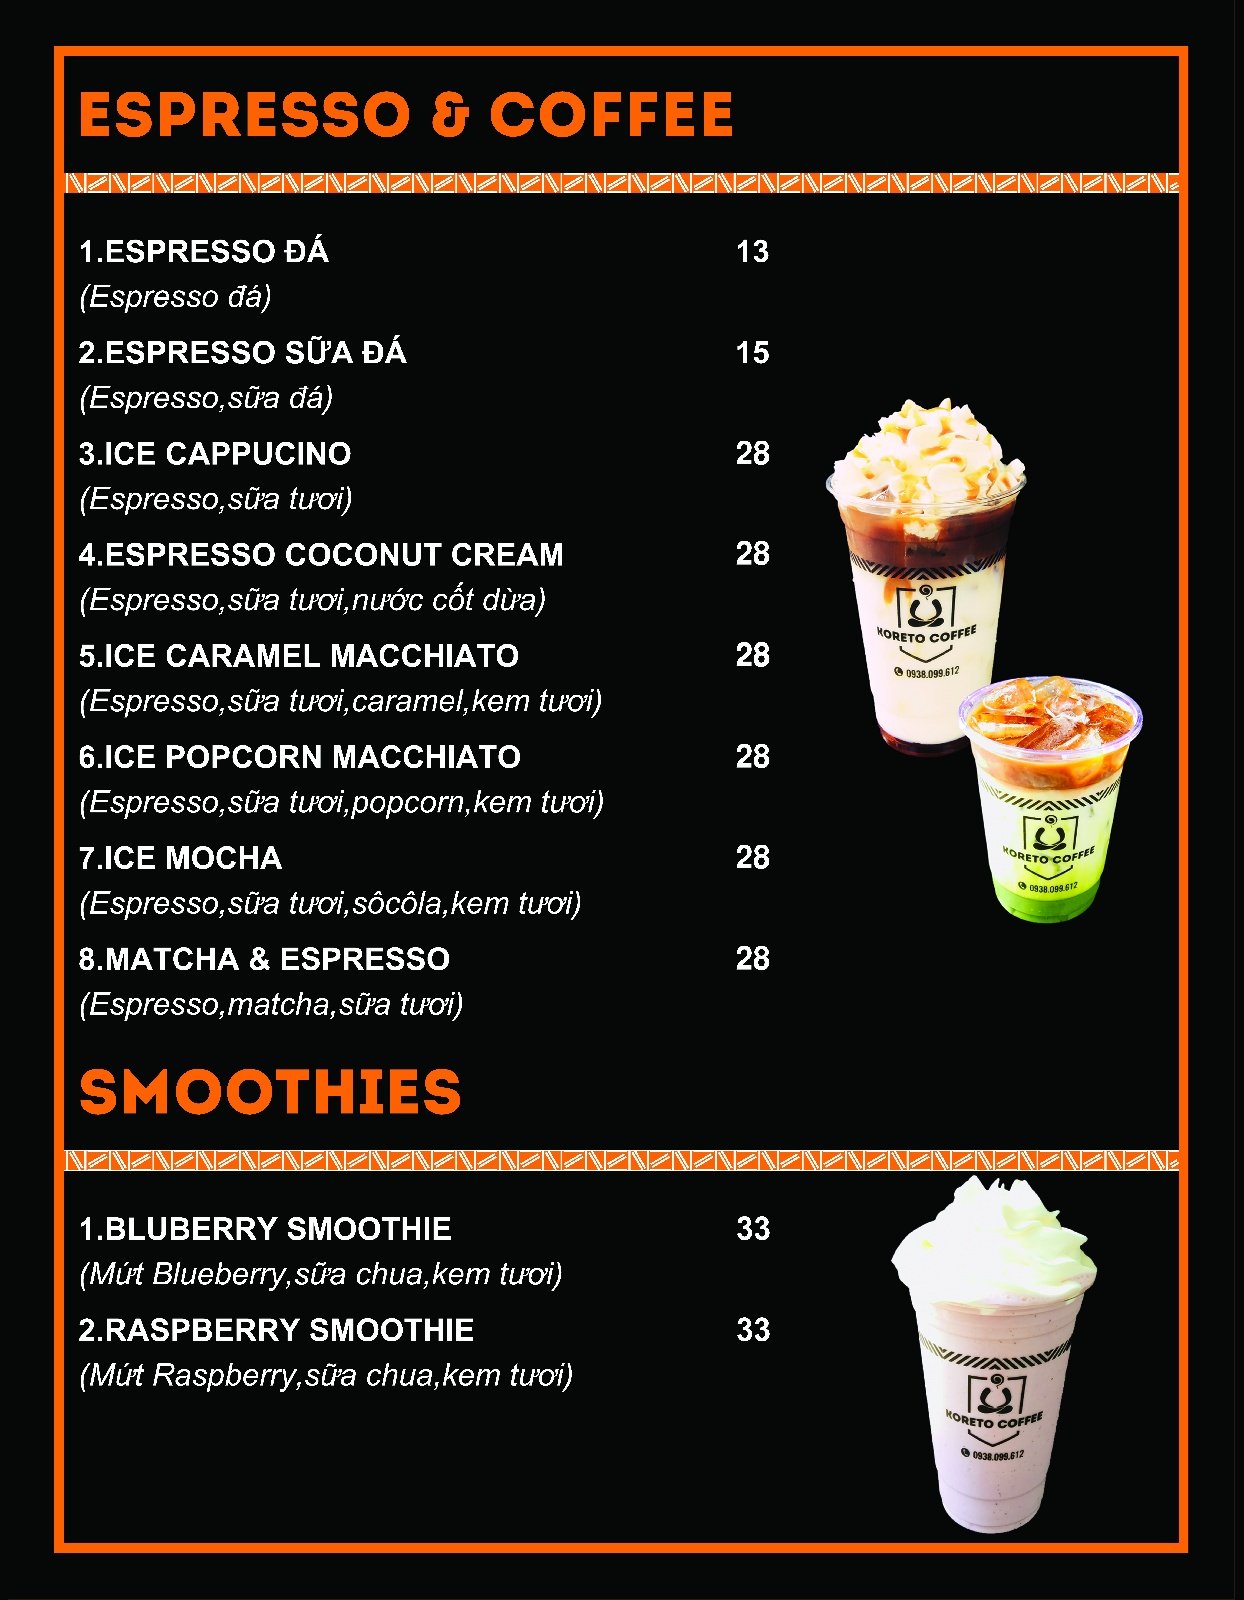 ESPRESSO & COFFEE
1.ESPRESSO ĐÁ 13
(Espresso đá)
2.ESPRESSO SỮA ĐÁ 15
(Espresso,sữa đá)
3.ICE CAPPUCINO 28
(Espresso,sữa tươi)
4.ESPRESSO COCONUT CREAM 28
(Espresso,sữa tươi,nước cốt dừa)
5.ICE CARAMEL MACCHIATO 28
(Espresso,sữa tươi,caramel,kem tươi)
6.ICE POPCORN MACCHIATO 28
(Espresso,sữa tươi,popcorn,kem tươi)
7.ICE MOCHA 28
(Espresso,sữa tươi,sôcôla,kem tươi)
8.MATCHA & ESPRESSO 28
(Espresso,matcha,sữa tươi)
KORETO COFFEE
0938.099.612
KORETO COFFEE
0938.099.612
SMOOTHIES
1.BLUBERRY SMOOTHIE 33
(Mứt Blueberry,sữa chua,kem tươi)
2.RASPBERRY SMOOTHIE 33
(Mứt Raspberry,sữa chua,kem tươi)
KORETO COFFEE
0938.099.612